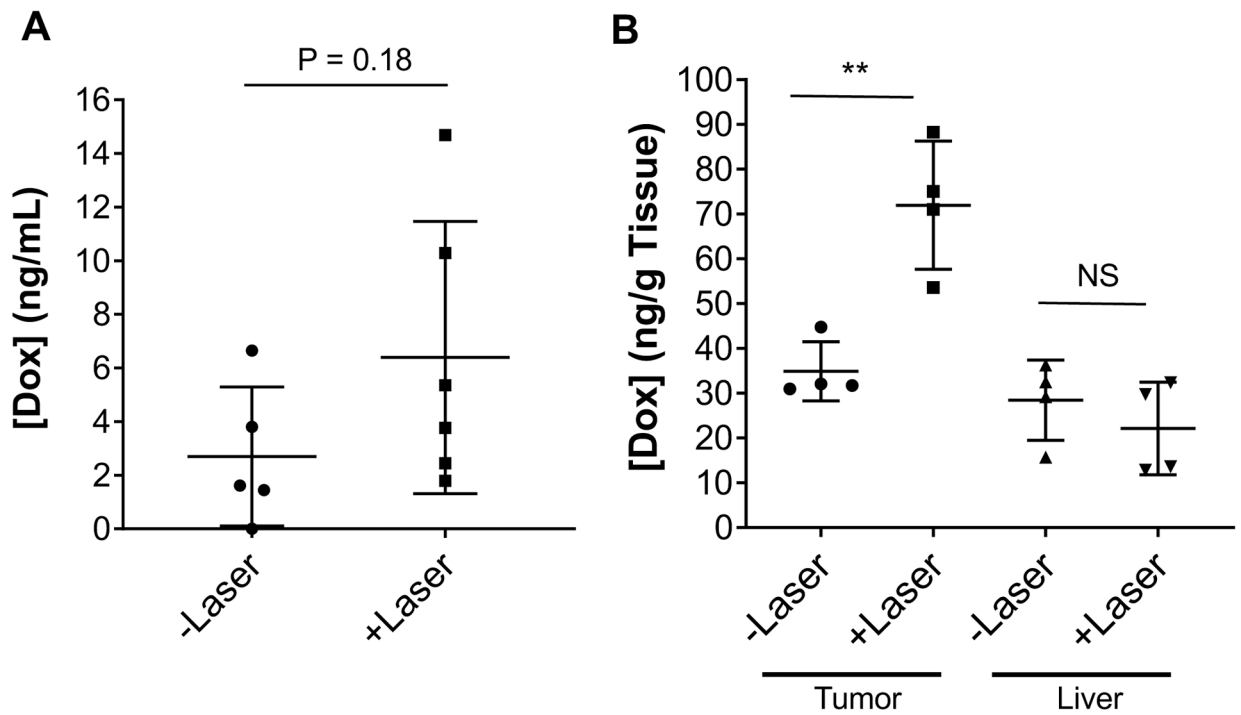 A
P = 0.18
[Dox] (ng/mL)
16
14
12
10
8
6
4
2
0
-Laser
+Laser
B
**
NS
[Dox] (ng/g Tissue)
100
90
80
70
60
50
40
30
20
10
0
-Laser
+Laser
-Laser
+Laser
Tumor
Liver